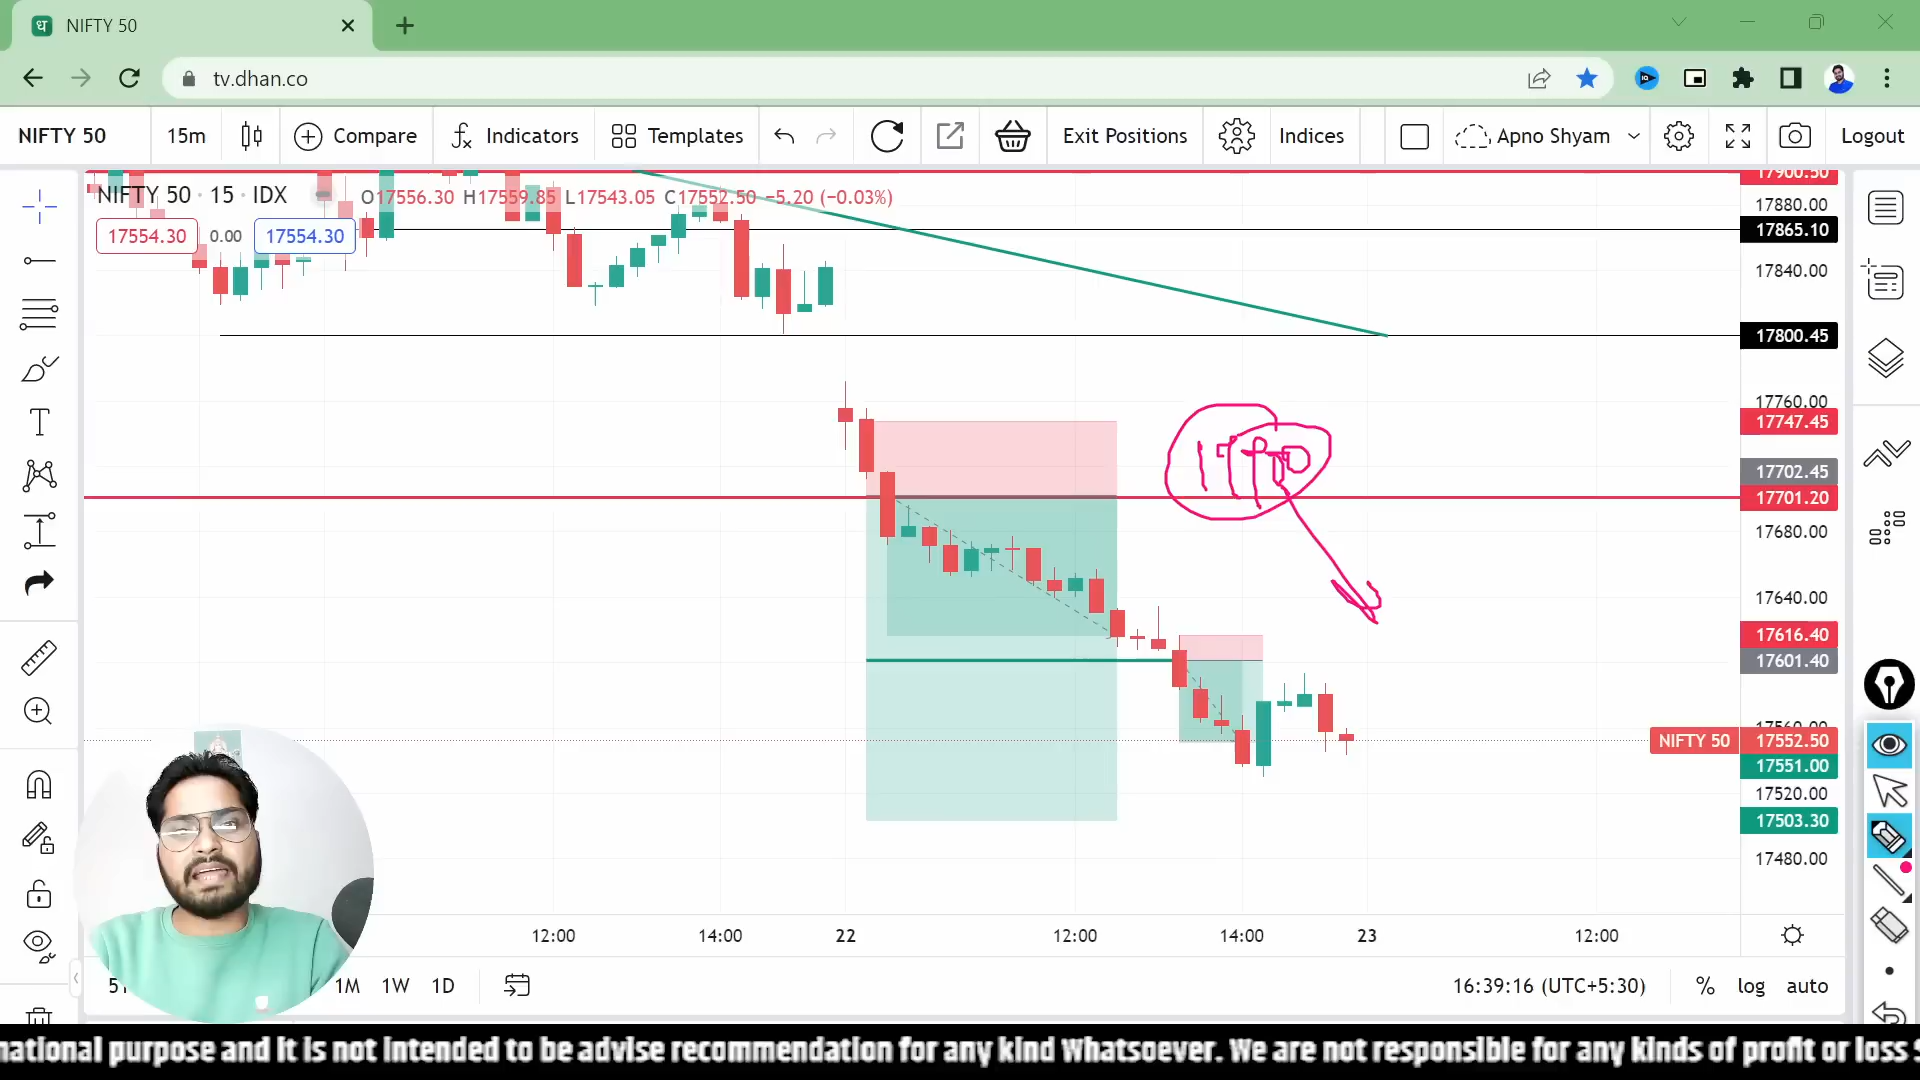 NIFTY 50
tv.dhan.co
NIFTY 50 15m Compare Indicators Templates Exit Positions Indices Apno Shyam Logout
NIFTY 50 · 15 · IDX O17556.30 H17559.85 L17543.05 C17552.50 −5.20 (−0.03%)
17554.30 0.00 17554.30
17900.50
17880.00
17865.10
17840.00
17800.45
17760.00
17747.45
17702.45
17701.20
17680.00
17640.00
17616.40
17601.40
17560.00
NIFTY 50 17552.50
17551.00
17520.00
17503.30
17480.00
12:00 14:00 22 12:00 14:00 23 12:00
1M 1W 1D 16:39:16 (UTC+5:30) % log auto
national purpose and it is not intended to be advise recommendation for any kind Whatsoever. We are not responsible for any kinds of profit or loss